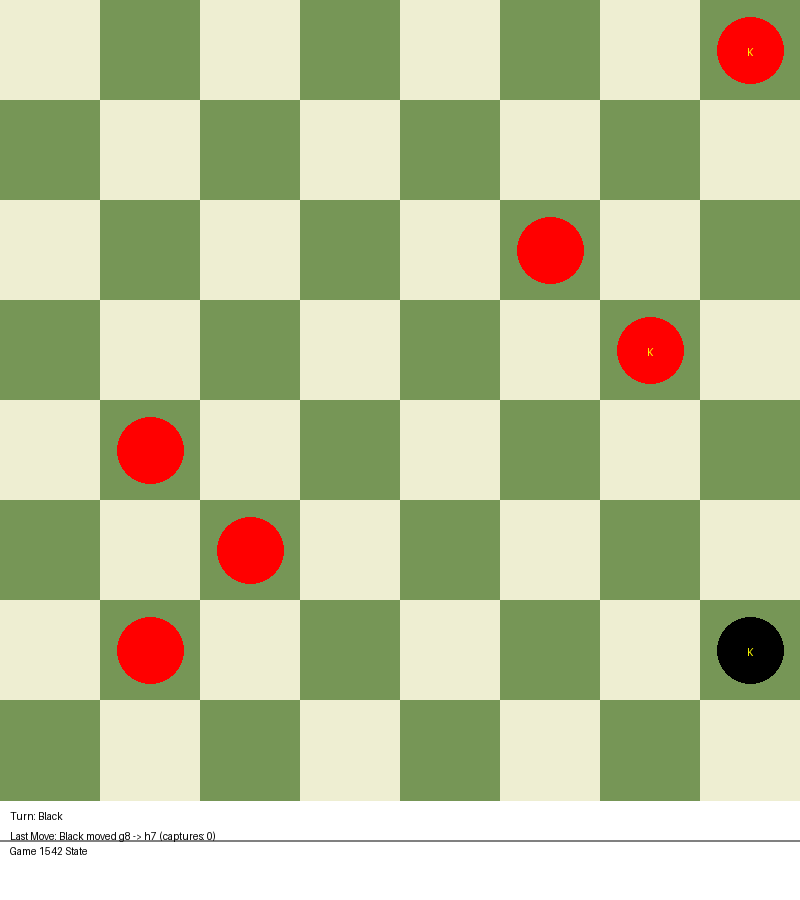 K
K
K
Turn: Black
Last Move: Black moved g8 -> h7 (captures: 0)
Game 1542 State